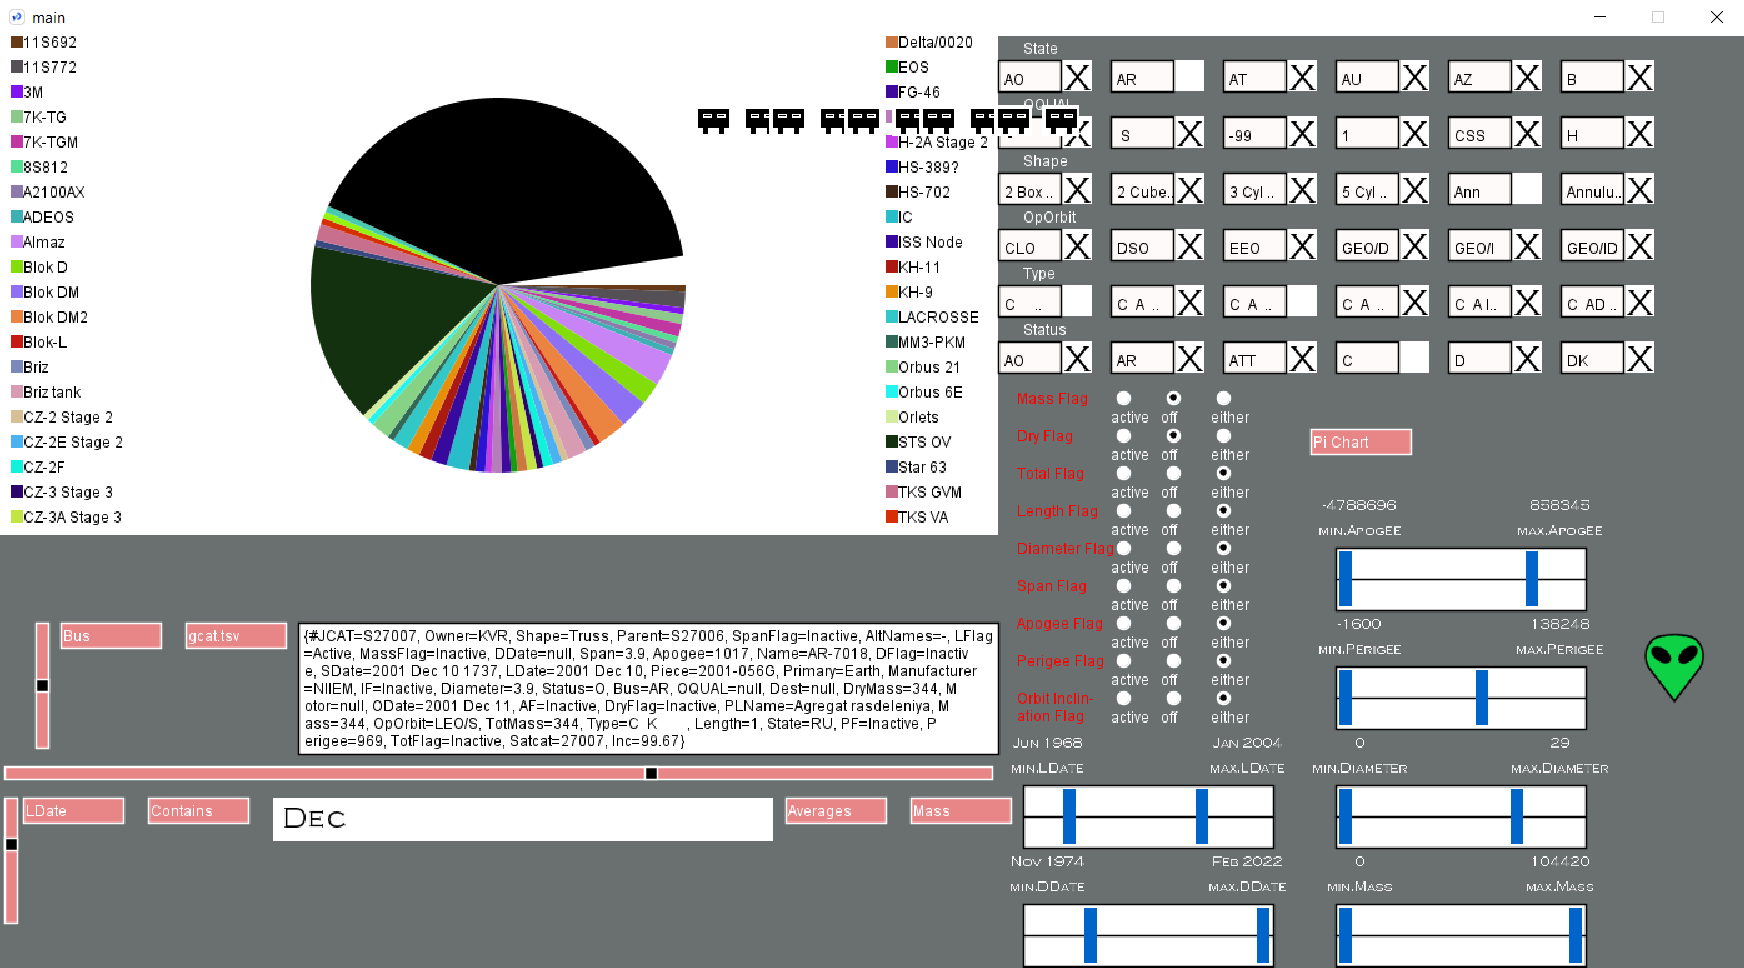 main
11S692
11S772
3M
7K-TG
7K-TGM
8S812
A2100AX
ADEOS
Almaz
Blok D
Blok DM
Blok DM2
Blok-L
Briz
Briz tank
CZ-2 Stage 2
CZ-2E Stage 2
CZ-2F
CZ-3 Stage 3
CZ-3A Stage 3
Delta/0020
EOS
FG-46
H-2A Stage 2
HS-389?
HS-702
IC
ISS Node
KH-11
KH-9
LACROSSE
MM3-PKM
Orbus 21
Orbus 6E
Orlets
STS OV
Star 63
TKS GVM
TKS VA
State
AO X AR AT X AU X AZ X B X
X S X -99 X 1 X CSS X H X
Shape
2 Box .. X 2 Cube.. X 3 Cyl .. X 5 Cyl .. X Ann Annulu.. X
OpOrbit
CLO X DSO X EEO X GEO/D X GEO/I X GEO/ID X
Type
C .. C A .. X C A .. C A .. X C A I.. X C AD .. X
Status
AO X AR X ATT X C D X DK X
Mass Flag
active off either
Dry Flag
active off either
Total Flag
active off either
Length Flag
active off either
Diameter Flag
active off either
Span Flag
active off either
Apogee Flag
active off either
Perigee Flag
active off either
Orbit Inclin-
ation Flag
active off either
Pi Chart
-4788696 858345
MIN.APOGEE MAX.APOGEE
-1600 138248
MIN.PERIGEE MAX.PERIGEE
Jun 1968 Jan 2004
MIN.LDATE MAX.LDATE
0 29
MIN.DIAMETER MAX.DIAMETER
Nov 1974 Feb 2022
MIN.DDATE MAX.DDATE
0 104420
MIN.MASS MAX.MASS
Bus
gcat.tsv
{#JCAT=S27007, Owner=KVR, Shape=Truss, Parent=S27006, SpanFlag=Inactive, AltNames=-, LFlag
=Active, MassFlag=Inactive, DDate=null, Span=3.9, Apogee=1017, Name=AR-7018, DFlag=Inactiv
e, SDate=2001 Dec 10 1737, LDate=2001 Dec 10, Piece=2001-056G, Primary=Earth, Manufacturer
=NIIEM, IF=Inactive, Diameter=3.9, Status=O, Bus=AR, OQUAL=null, Dest=null, DryMass=344, M
otor=null, ODate=2001 Dec 11, AF=Inactive, DryFlag=Inactive, PLName=Agregat rasdeleniya, M
ass=344, OpOrbit=LEO/S, TotMass=344, Type=C K , Length=1, State=RU, PF=Inactive, P
erigee=969, TotFlag=Inactive, Satcat=27007, Inc=99.67}
LDate
Contains
Dec
Averages
Mass